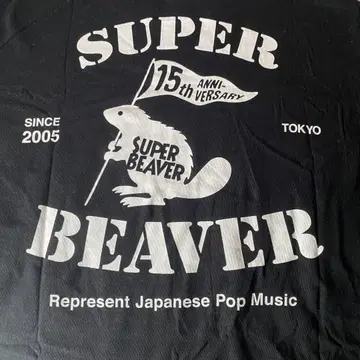 SUPER
15th ANNI-
VERSARY
SINCE
2005
TOKYO
SUPER
BEAVER
BEAVER
Represent Japanese Pop Music